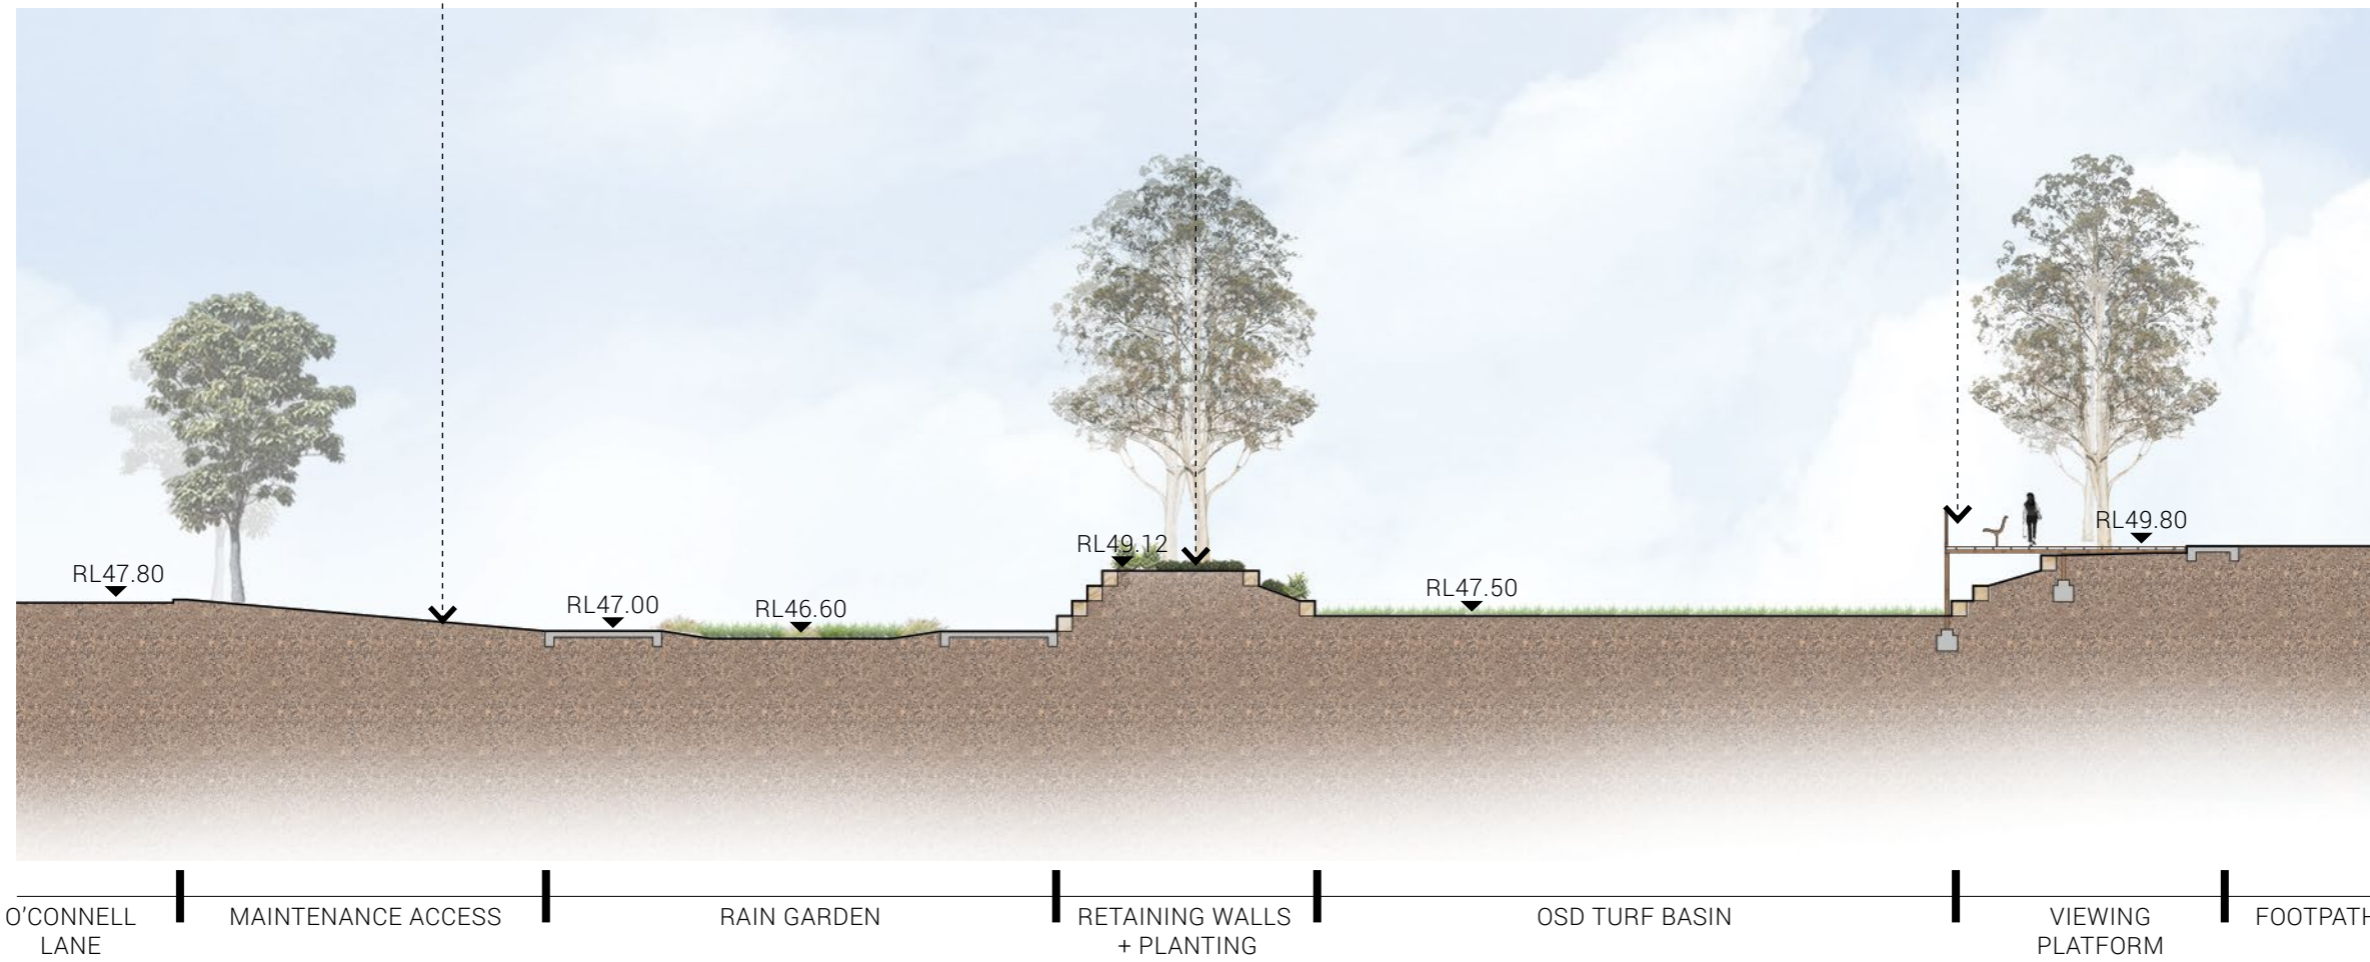 RL47.80
RL47.00
RL46.60
RL49.12
RL47.50
RL49.80
O'CONNELL
LANE
MAINTENANCE ACCESS
RAIN GARDEN
RETAINING WALLS
+ PLANTING
OSD TURF BASIN
VIEWING
PLATFORM
FOOTPATH